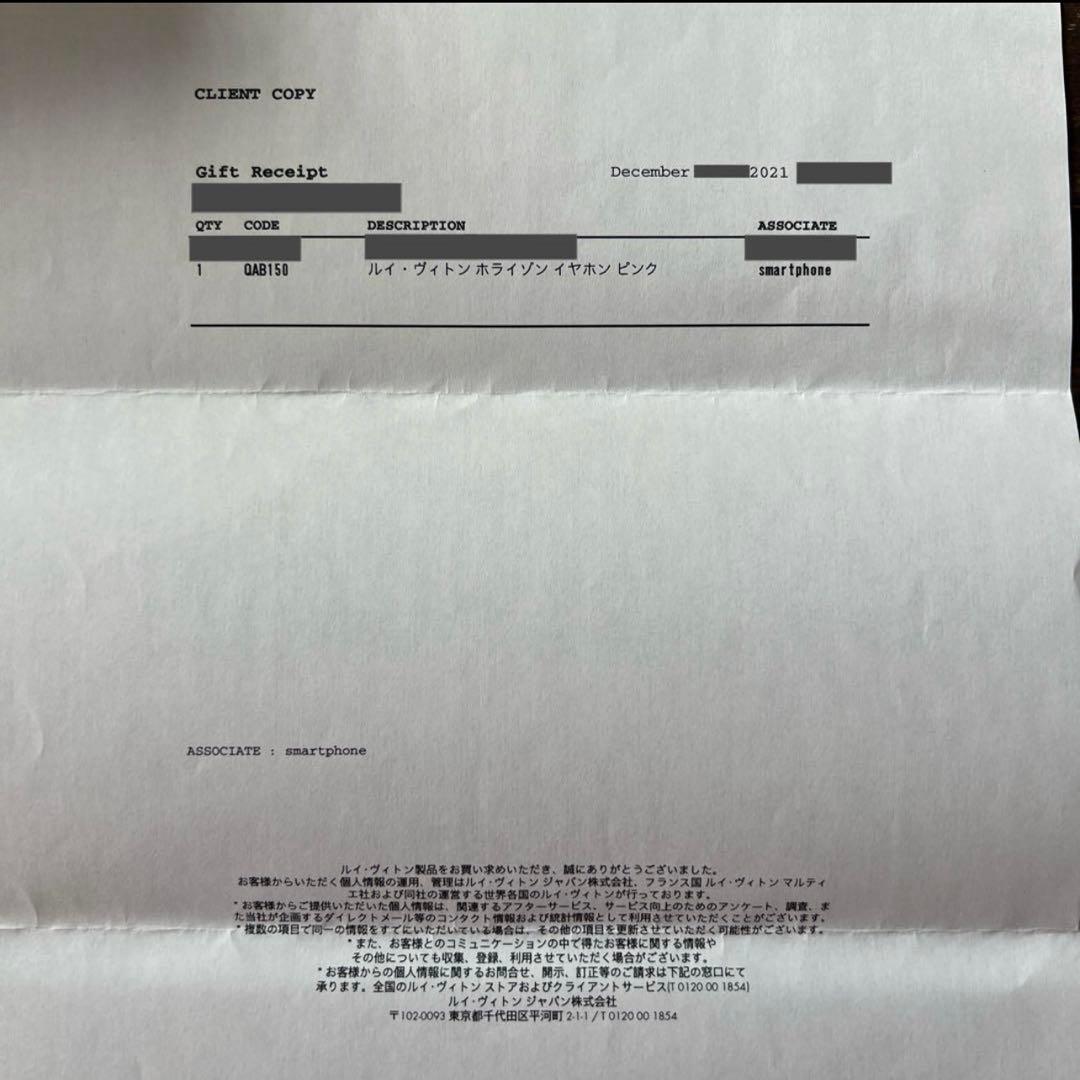 CLIENT COPY
Gift Receipt December 2021
QTY CODE DESCRIPTION ASSOCIATE
1 QAB150 ルイ・ヴィトン ホライゾン イヤホン ピンク smartphone
ASSOCIATE : smartphone
ルイ・ヴィトン製品をお買い求めいただき、誠にありがとうございました。
お客様からいただく個人情報の運用、管理はルイ・ヴィトン ジャパン株式会社、フランス国 ルイ・ヴィトン マルティ
エ社および同社の運営する世界各国のルイ・ヴィトンが行っております。
* お客様からご提供いただいた個人情報は、関連するアフターサービス、サービス向上のためのアンケート、調査、ま
た当社が企画するダイレクトメール等のコンタクト情報および統計情報として利用させていただくことがございます。
* 複数の項目で同一の情報をすでにいただいている場合は、その他の項目を更新させていただく可能性がございます。
* また、お客様とのコミュニケーションの中で得たお客様に関する情報や
その他についても収集、登録、利用させていただく場合がございます。
* お客様からの個人情報に関するお問合せ、開示、訂正等のご請求は下記の窓口にて
承ります。全国のルイ・ヴィトン ストアおよびクライアントサービス(T 0120 00 1854)
ルイ・ヴィトン ジャパン株式会社
〒102-0093 東京都千代田区平河町 2-1-1 / T 0120 00 1854